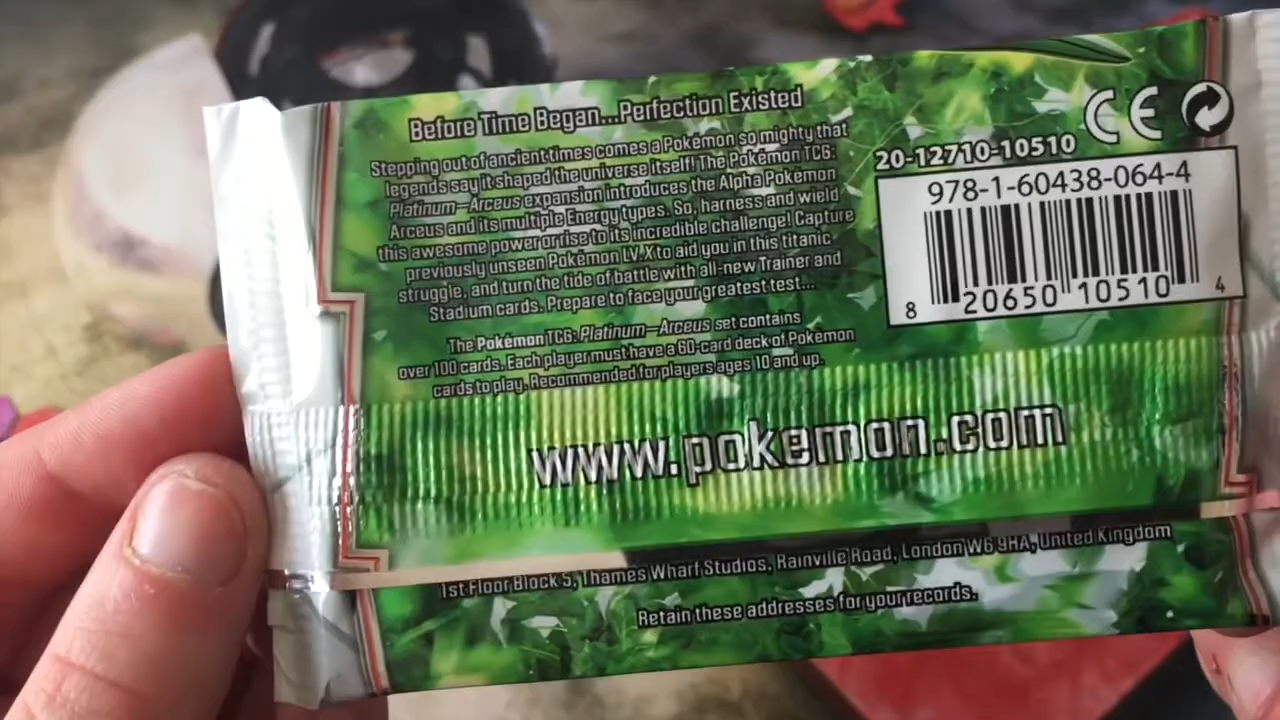 Before Time Began...Perfection Existed
Stepping out of ancient times comes a Pokémon so mighty that
legends say it shaped the universe itself! The Pokémon TCG:
Platinum—Arceus expansion introduces the Alpha Pokémon
Arceus and its multiple Energy types. So, harness and wield
this awesome power or rise to its incredible challenge! Capture
previously unseen Pokémon LV.X to aid you in this titanic
struggle, and turn the tide of battle with all-new Trainer and
Stadium cards. Prepare to face your greatest test...
The Pokémon TCG: Platinum—Arceus set contains
over 100 cards. Each player must have a 60-card deck of Pokémon
cards to play. Recommended for players ages 10 and up.
CE
20-12710-10510
978-1-60438-064-4
8 20650 10510 4
www.pokemon.com
1st Floor Block 5, Thames Wharf Studios, Rainville Road, London W6 9HA, United Kingdom
Retain these addresses for your records.